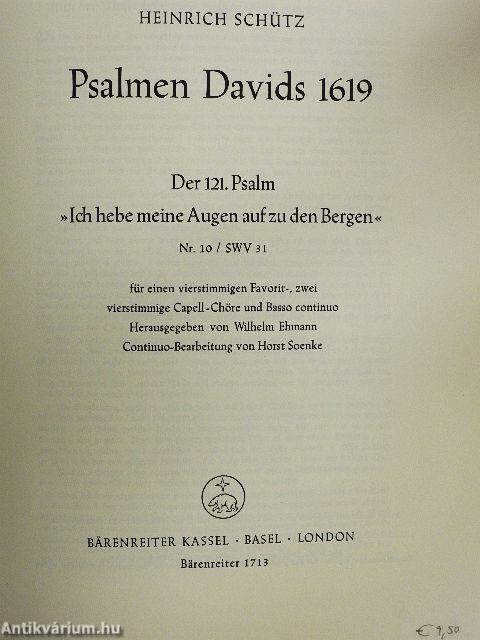 HEINRICH SCHÜTZ
Psalmen Davids 1619
Der 121. Psalm
»Ich hebe meine Augen auf zu den Bergen«
Nr. 10 / SWV 31
für einen vierstimmigen Favorit-, zwei
vierstimmige Capell-Chöre und Basso continuo
Herausgegeben von Wilhelm Ehmann
Continuo-Bearbeitung von Horst Soenke
BÄRENREITER KASSEL · BASEL · LONDON
Bärenreiter 1713
Antikvárium.hu
€ 9,50